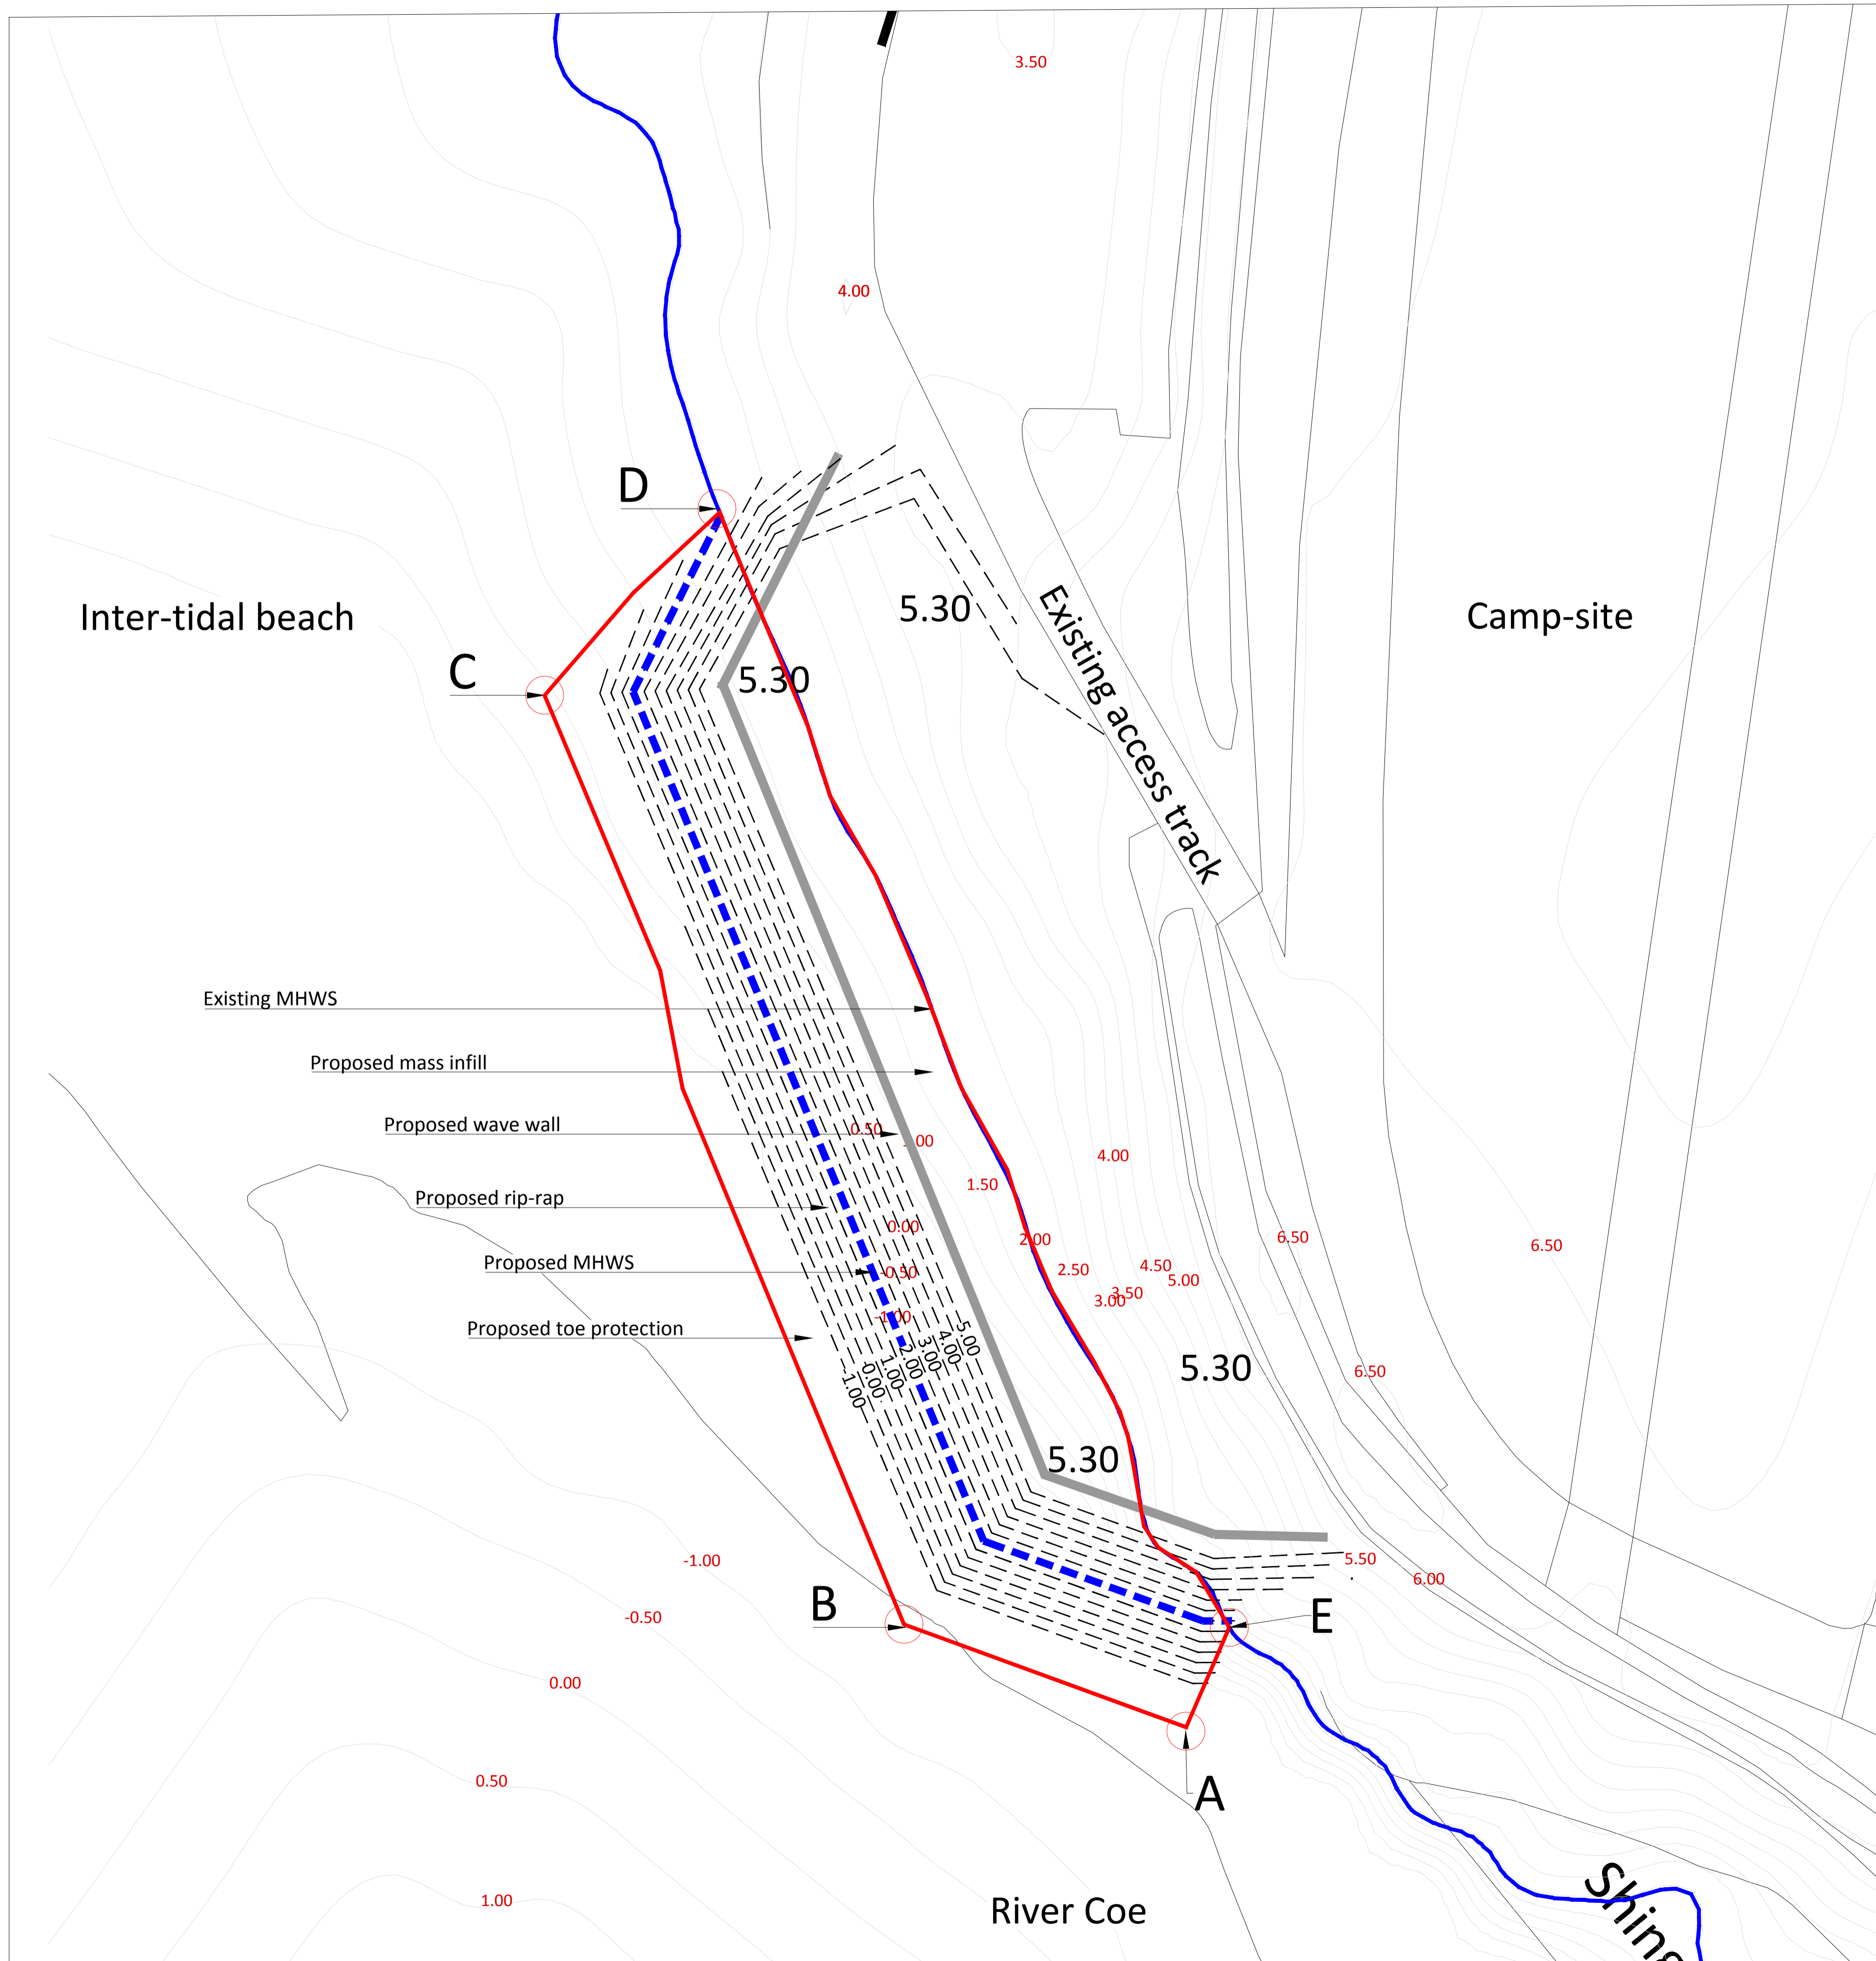 3.50
4.00
D
5.30
Inter-tidal beach
Camp-site
Existing access track
C
5.30
Existing MHWS
Proposed mass infill
Proposed wave wall
0.50
.00
4.00
1.50
Proposed rip-rap
0.00
2.00
6.50
6.50
Proposed MHWS
-0.50
2.50
4.50
5.00
3.50
3.00
-1.00
Proposed toe protection
5.00
4.00
3.00
2.00
1.00
0.00
-1.00
5.30
6.50
5.30
-1.00
5.50
6.00
B
-0.50
E
0.00
0.50
A
1.00
River Coe
Shing